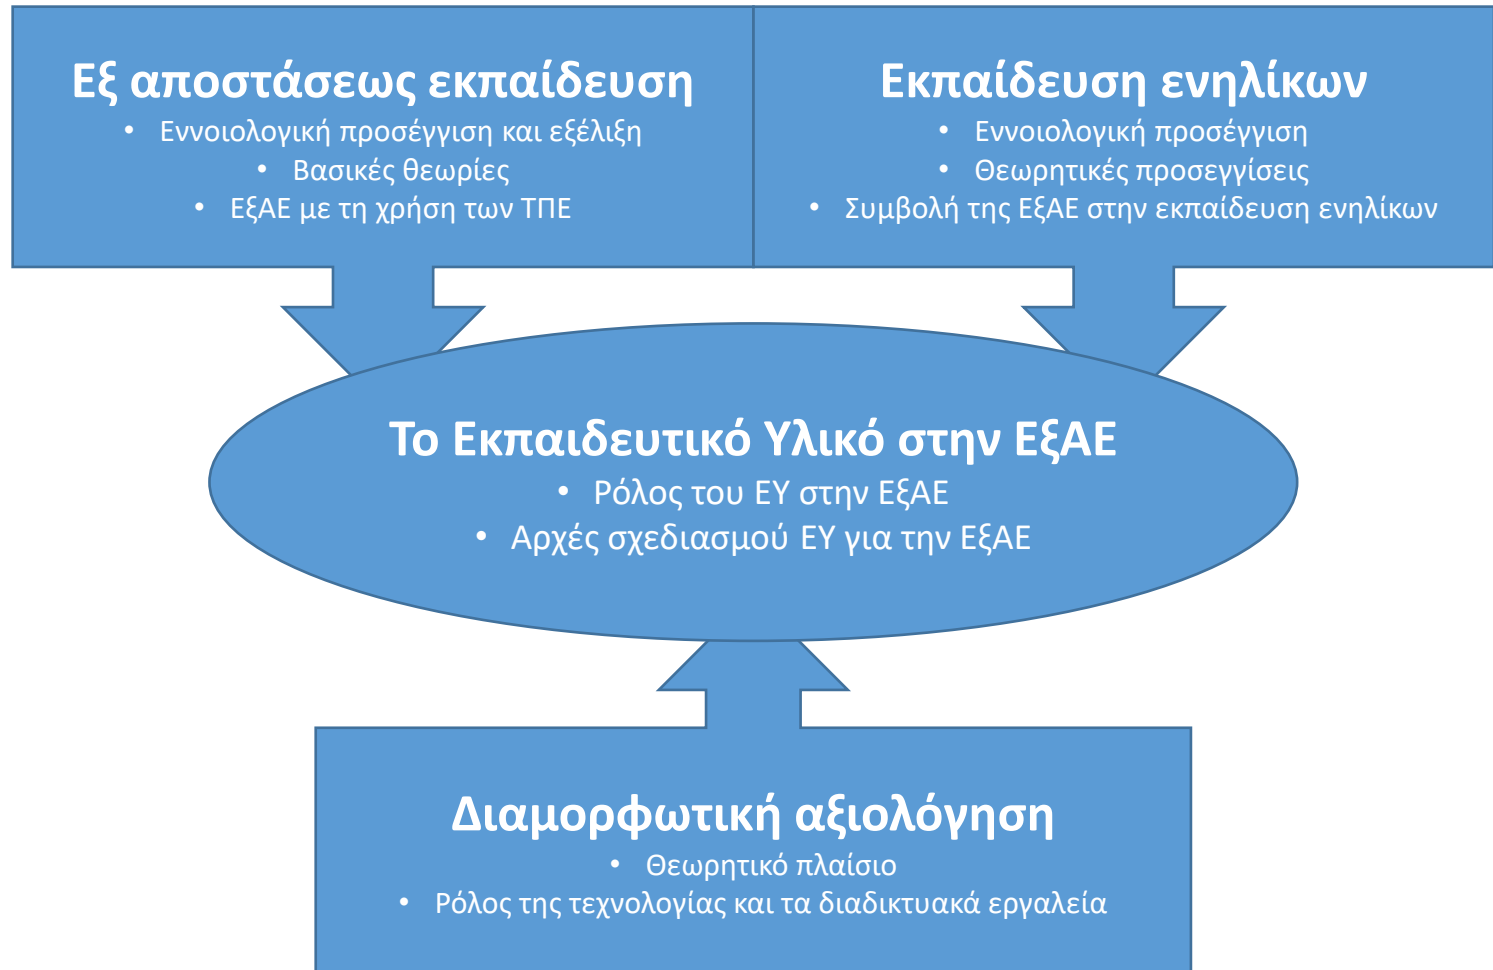 Εξ αποστάσεως εκπαίδευση
• Εννοιολογική προσέγγιση και εξέλιξη
• Βασικές θεωρίες
• ΕξΑΕ με τη χρήση των ΤΠΕ
Εκπαίδευση ενηλίκων
• Εννοιολογική προσέγγιση
• Θεωρητικές προσεγγίσεις
• Συμβολή της ΕξΑΕ στην εκπαίδευση ενηλίκων
Το Εκπαιδευτικό Υλικό στην ΕξΑΕ
• Ρόλος του ΕΥ στην ΕξΑΕ
• Αρχές σχεδιασμού ΕΥ για την ΕξΑΕ
Διαμορφωτική αξιολόγηση
• Θεωρητικό πλαίσιο
• Ρόλος της τεχνολογίας και τα διαδικτυακά εργαλεία